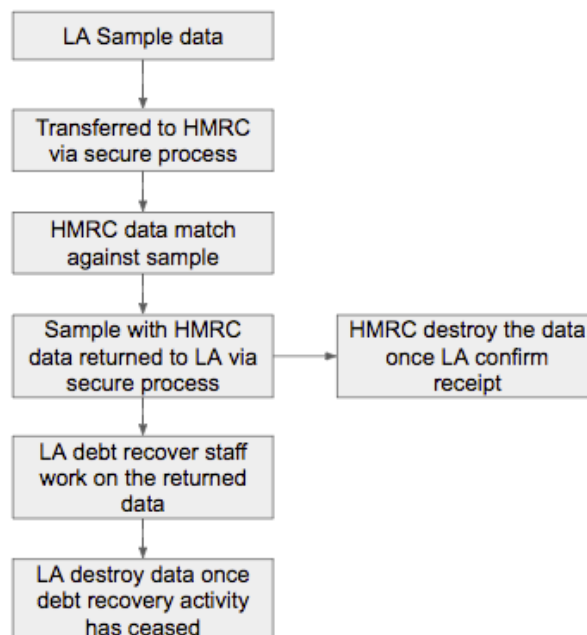 LA Sample data
Transferred to HMRC
via secure process
HMRC data match
against sample
Sample with HMRC
data returned to LA via
secure process
HMRC destroy the data
once LA confirm
receipt
LA debt recover staff
work on the returned
data
LA destroy data once
debt recovery activity
has ceased